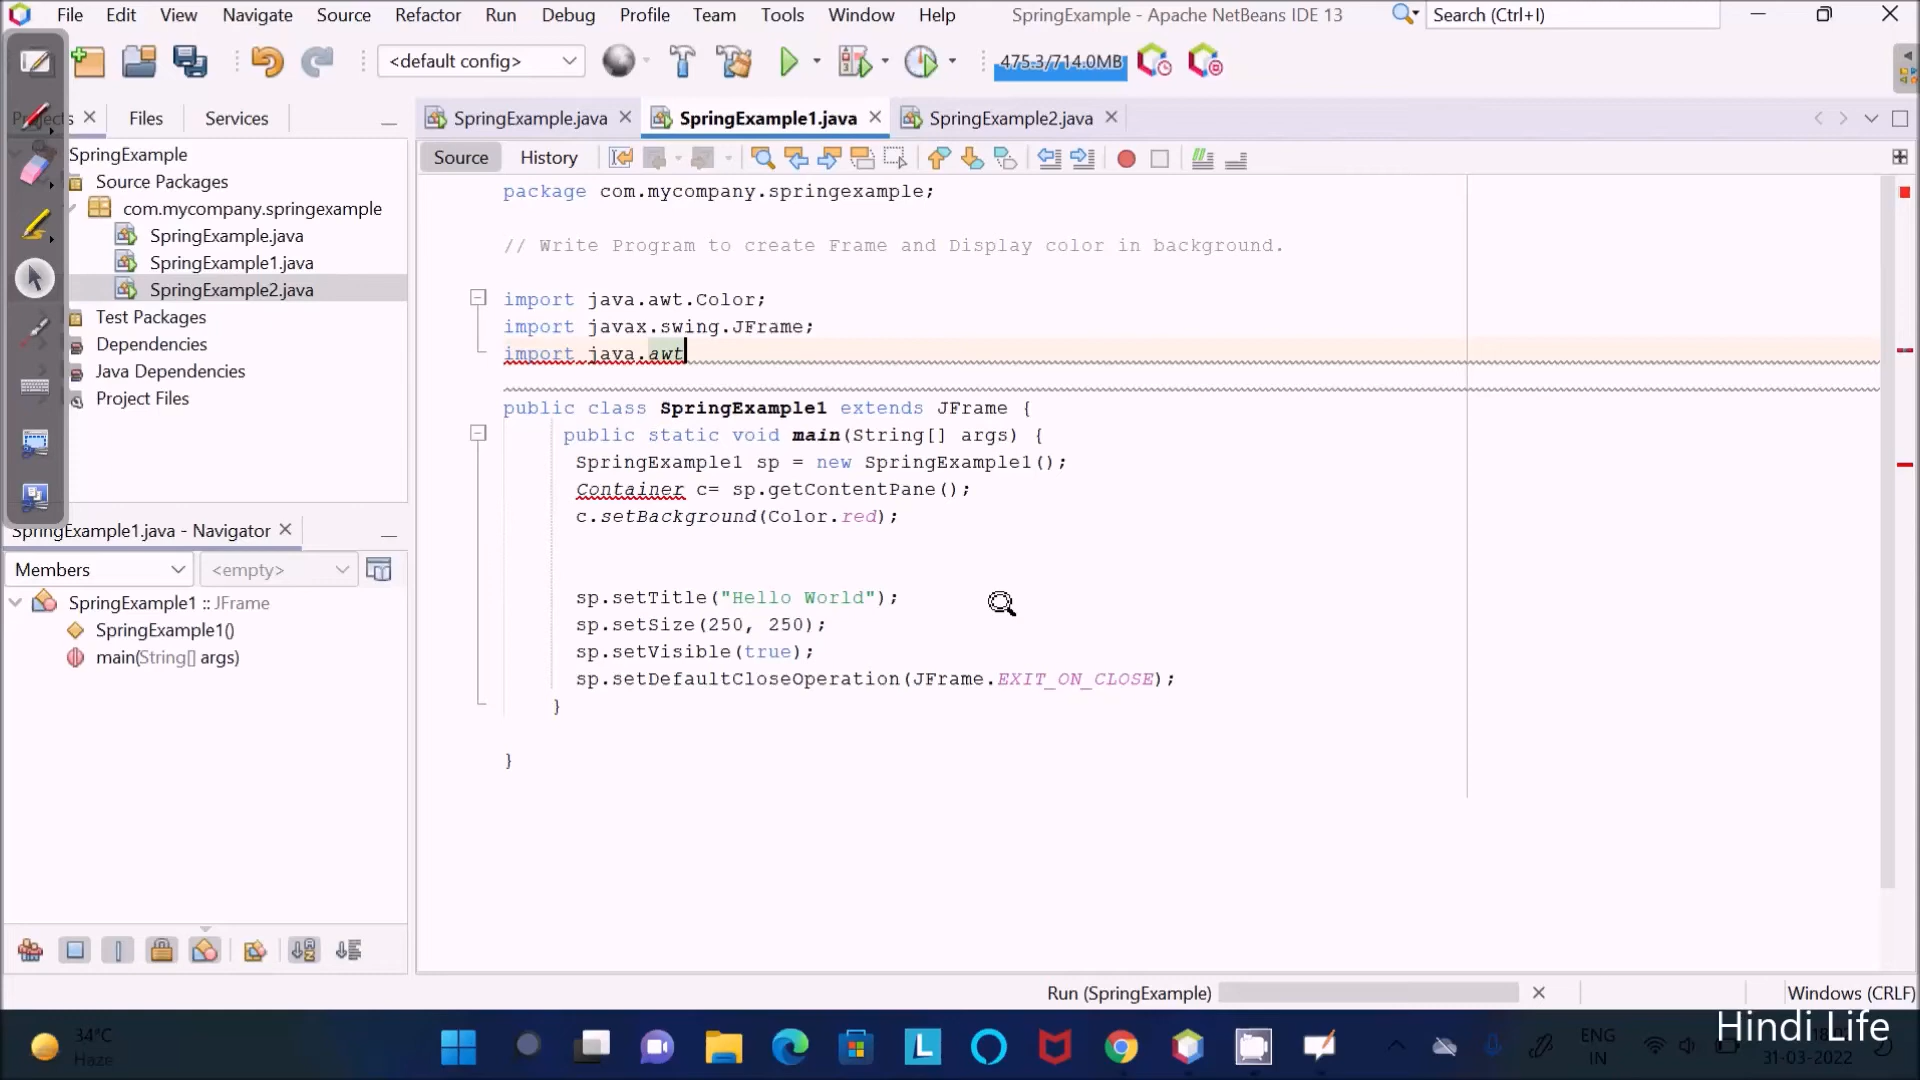 File Edit View Navigate Source Refactor Run Debug Profile Team Tools Window Help SpringExample - Apache NetBeans IDE 13 Search (Ctrl+I)
<default config> 475.3/714.0MB
Files Services
SpringExample.java SpringExample1.java SpringExample2.java
SpringExample
Source Packages
com.mycompany.springexample
SpringExample.java
SpringExample1.java
SpringExample2.java
Test Packages
Dependencies
Java Dependencies
Project Files
SpringExample1.java - Navigator
Members <empty>
SpringExample1 :: JFrame
SpringExample1()
main(String[] args)
Source History
package com.mycompany.springexample;
// Write Program to create Frame and Display color in background.
import java.awt.Color;
import javax.swing.JFrame;
import java.awt
public class SpringExample1 extends JFrame {
public static void main(String[] args) {
SpringExample1 sp = new SpringExample1();
Container c= sp.getContentPane();
c.setBackground(Color.red);
sp.setTitle("Hello World");
sp.setSize(250, 250);
sp.setVisible(true);
sp.setDefaultCloseOperation(JFrame.EXIT_ON_CLOSE);
}
}
Run (SpringExample) Windows (CRLF)
34°C
Haze
ENG
IN
Hindi Life
31-03-2022